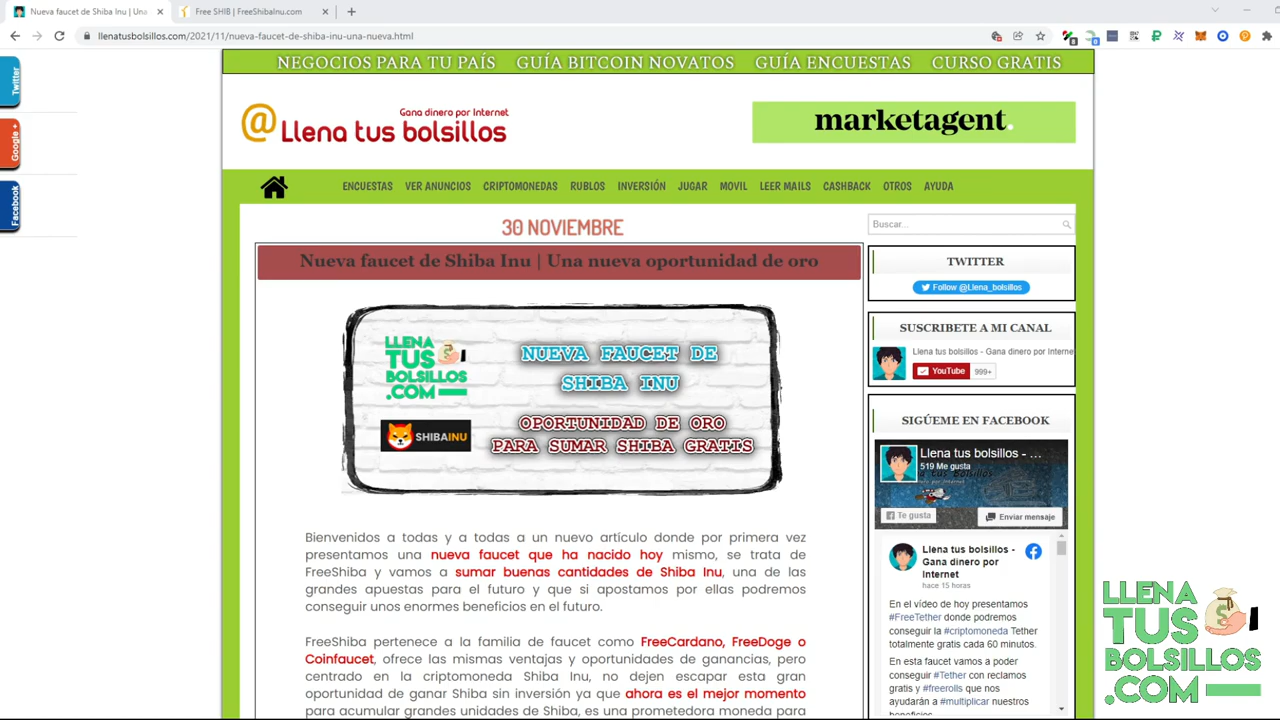 Nueva faucet de Shiba Inu | Una
Free SHIB | FreeShibaInu.com
llenatusbolsillos.com/2021/11/nueva-faucet-de-shiba-inu-una-nueva.html
Twitter
Google +
Facebook
NEGOCIOS PARA TU PAÍS GUÍA BITCOIN NOVATOS GUÍA ENCUESTAS CURSO GRATIS
Gana dinero por Internet
@ Llena tus bolsillos
marketagent.
ENCUESTAS VER ANUNCIOS CRIPTOMONEDAS RUBLOS INVERSIÓN JUGAR MOVIL LEER MAILS CASHBACK OTROS AYUDA
30 NOVIEMBRE
Nueva faucet de Shiba Inu | Una nueva oportunidad de oro
LLENA
TUS
BOLSILLOS
.COM
SHIBAINU
NUEVA FAUCET DE
SHIBA INU
OPORTUNIDAD DE ORO
PARA SUMAR SHIBA GRATIS
Bienvenidos a todas y a todas a un nuevo artículo donde por primera vez
presentamos una nueva faucet que ha nacido hoy mismo, se trata de
FreeShiba y vamos a sumar buenas cantidades de Shiba Inu, una de las
grandes apuestas para el futuro y que si apostamos por ellas podremos
conseguir unos enormes beneficios en el futuro.
FreeShiba pertenece a la familia de faucet como FreeCardano, FreeDoge o
Coinfaucet, ofrece las mismas ventajas y oportunidades de ganancias, pero
centrado en la criptomoneda Shiba Inu, no dejen escapar esta gran
oportunidad de ganar Shiba sin inversión ya que ahora es el mejor momento
para acumular grandes unidades de Shiba, es una prometedora moneda para
Buscar...
TWITTER
Follow @Llena_bolsillos
SUSCRIBETE A MI CANAL
Llena tus bolsillos - Gana dinero por Interne
YouTube 999+
SIGÚEME EN FACEBOOK
Llena tus bolsillos - ...
519 Me gusta
Te gusta
Enviar mensaje
Llena tus bolsillos -
Gana dinero por
Internet
hace 15 horas
En el vídeo de hoy presentamos
#FreeTether donde podremos
conseguir la #criptomoneda Tether
totalmente gratis cada 60 minutos.
En esta faucet vamos a poder
conseguir #Tether con reclamos
gratis y #freerolls que nos
ayudarán a #multiplicar nuestros
beneficios
LLENA
TUS
BOLSILLOS
.COM